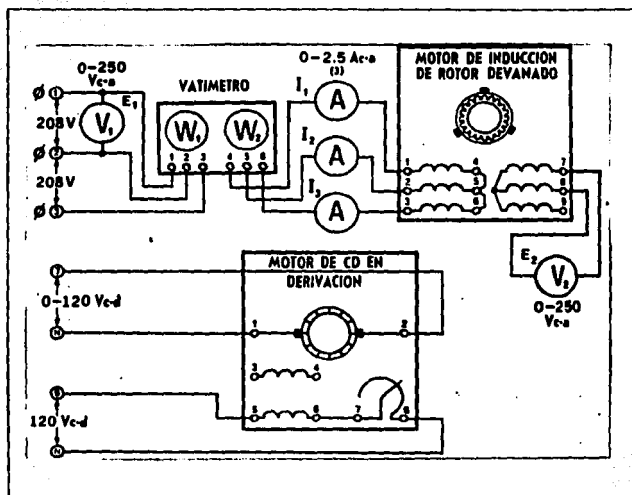 0-250
Vc-a
E1
VATIMETRO
0-2.5 Ac-a
(3)
MOTOR DE INDUCCIÓN
DE ROTOR DEVANADO
Ø 1
208V
Ø 2
208V
Ø 3
V1
W1
W2
1 2 3 4 5 6
I1
A
I2
A
I3
A
1 4 7
2 5 8
3 6 9
E2
V2
0-250
Vc-a
7
0-120 Vc-d
N
MOTOR DE CD EN
DERIVACION
1 2
3 4
5 6 7 8
8
120 Vc-d
N